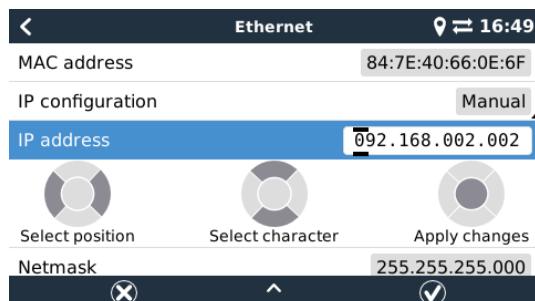 Ethernet 16:49
MAC address 84:7E:40:66:0E:6F
IP configuration Manual
IP address 092.168.002.002
Select position Select character Apply changes
Netmask 255.255.255.000